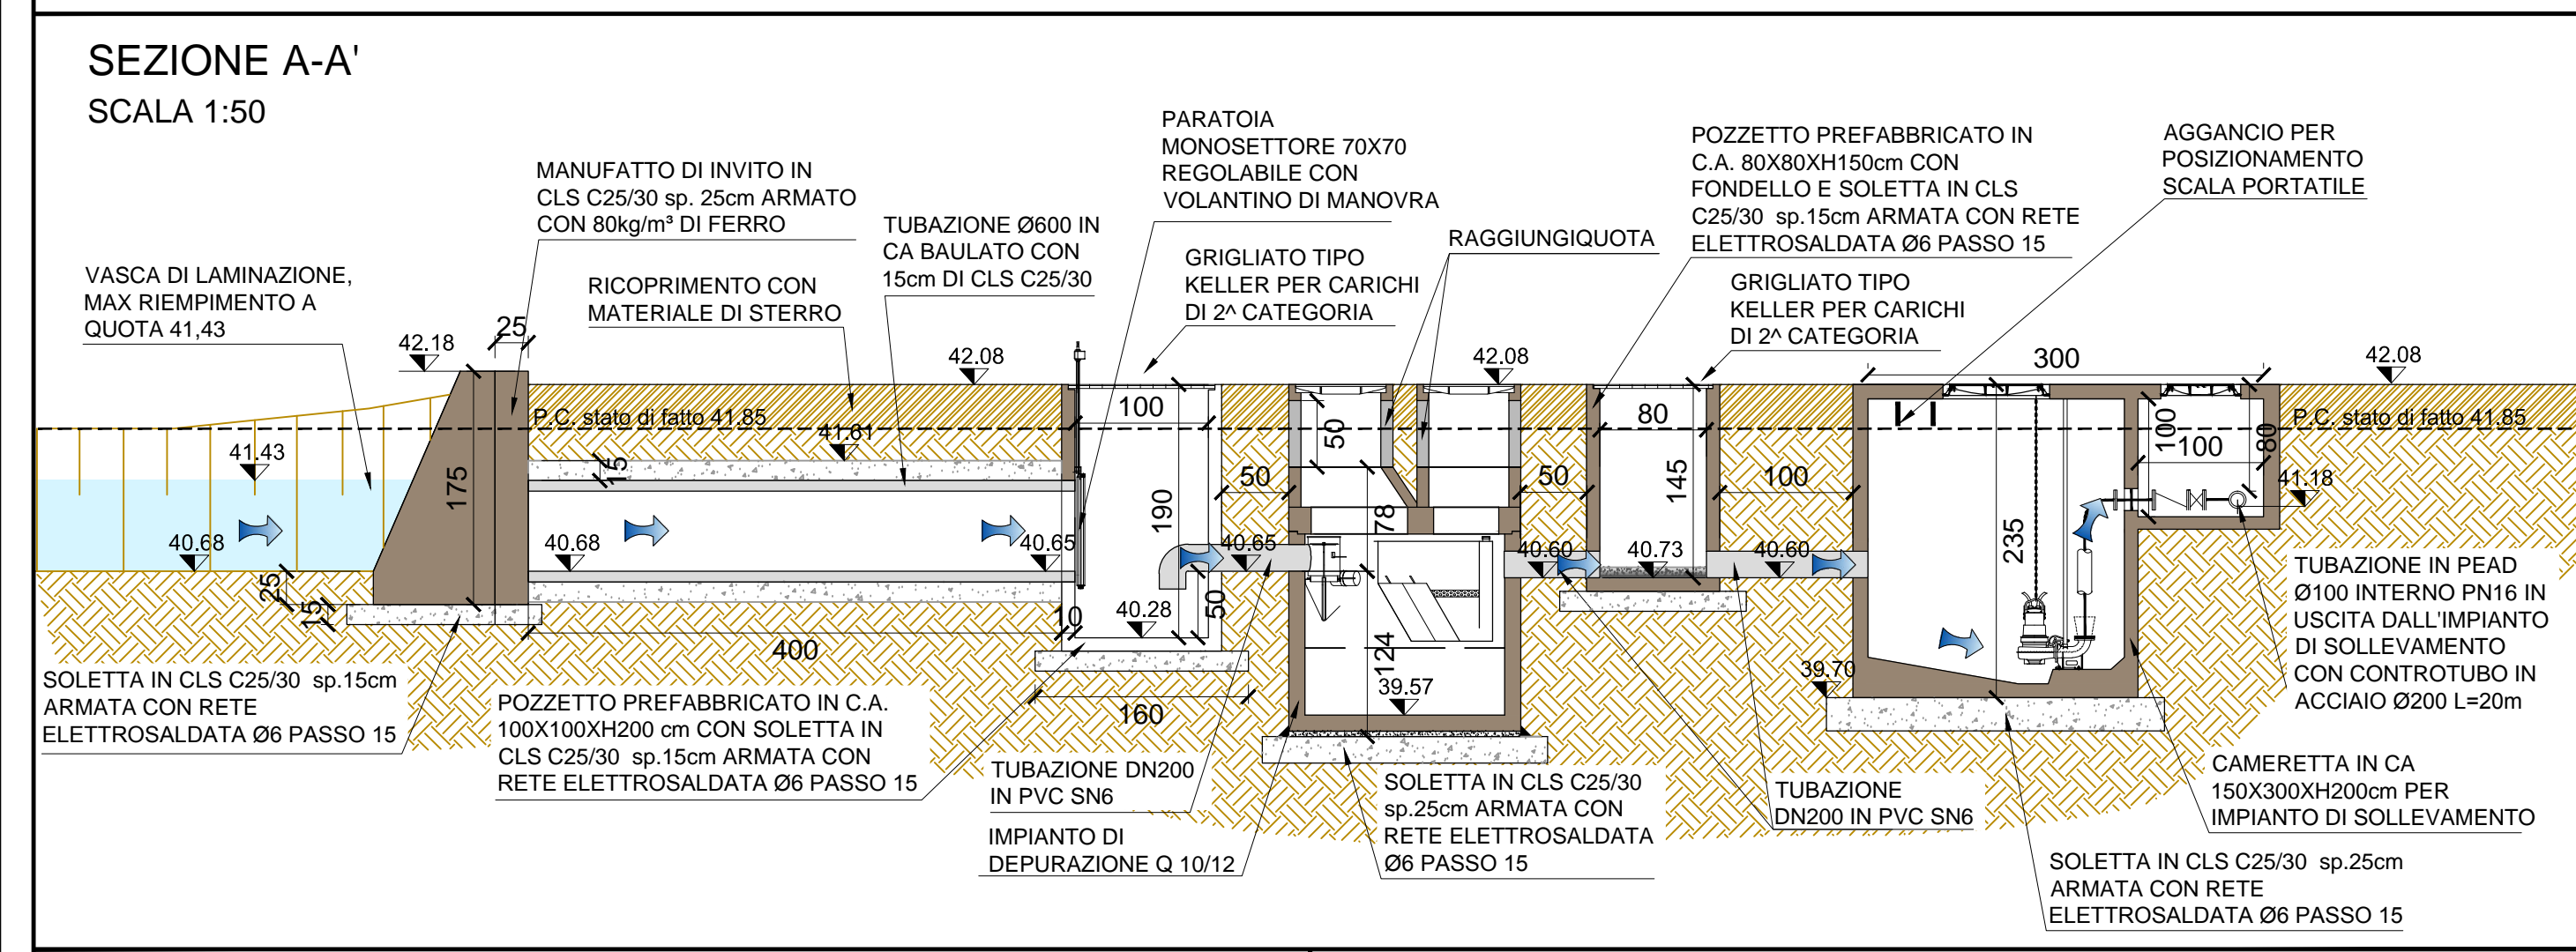 SEZIONE A-A'
SCALA 1:50
VASCA DI LAMINAZIONE,
MAX RIEMPIMENTO A
QUOTA 41,43
MANUFATTO DI INVITO IN
CLS C25/30 sp. 25cm ARMATO
CON 80kg/m³ DI FERRO
RICOPRIMENTO CON
MATERIALE DI STERRO
TUBAZIONE Ø600 IN
CA BAULATO CON
15cm DI CLS C25/30
PARATOIA
MONOSETTORE 70X70
REGOLABILE CON
VOLANTINO DI MANOVRA
GRIGLIATO TIPO
KELLER PER CARICHI
DI 2^ CATEGORIA
RAGGIUNGIQUOTA
POZZETTO PREFABBRICATO IN
C.A. 80X80XH150cm CON
FONDELLO E SOLETTA IN CLS
C25/30 sp.15cm ARMATA CON RETE
ELETTROSALDATA Ø6 PASSO 15
GRIGLIATO TIPO
KELLER PER CARICHI
DI 2^ CATEGORIA
AGGANCIO PER
POSIZIONAMENTO
SCALA PORTATILE
42.18
25
42.08
42.08
300
42.08
P.C. stato di fatto 41.85
41.61
100
50
80
100
100
80
P.C. stato di fatto 41.85
41.43
175
15
190
50
78
50
145
100
235
41.18
40.68
40.68
40.65
40.65
40.60
40.73
40.60
25
15
400
10
40.28
50
124
39.57
160
39.70
SOLETTA IN CLS C25/30 sp.15cm
ARMATA CON RETE
ELETTROSALDATA Ø6 PASSO 15
POZZETTO PREFABBRICATO IN C.A.
100X100XH200 cm CON SOLETTA IN
CLS C25/30 sp.15cm ARMATA CON
RETE ELETTROSALDATA Ø6 PASSO 15
TUBAZIONE DN200
IN PVC SN6
IMPIANTO DI
DEPURAZIONE Q 10/12
SOLETTA IN CLS C25/30
sp.25cm ARMATA CON
RETE ELETTROSALDATA
Ø6 PASSO 15
TUBAZIONE
DN200 IN PVC SN6
TUBAZIONE IN PEAD
Ø100 INTERNO PN16 IN
USCITA DALL'IMPIANTO
DI SOLLEVAMENTO
CON CONTROTUBO IN
ACCIAIO Ø200 L=20m
CAMERETTA IN CA
150X300XH200cm PER
IMPIANTO DI SOLLEVAMENTO
SOLETTA IN CLS C25/30 sp.25cm
ARMATA CON RETE
ELETTROSALDATA Ø6 PASSO 15